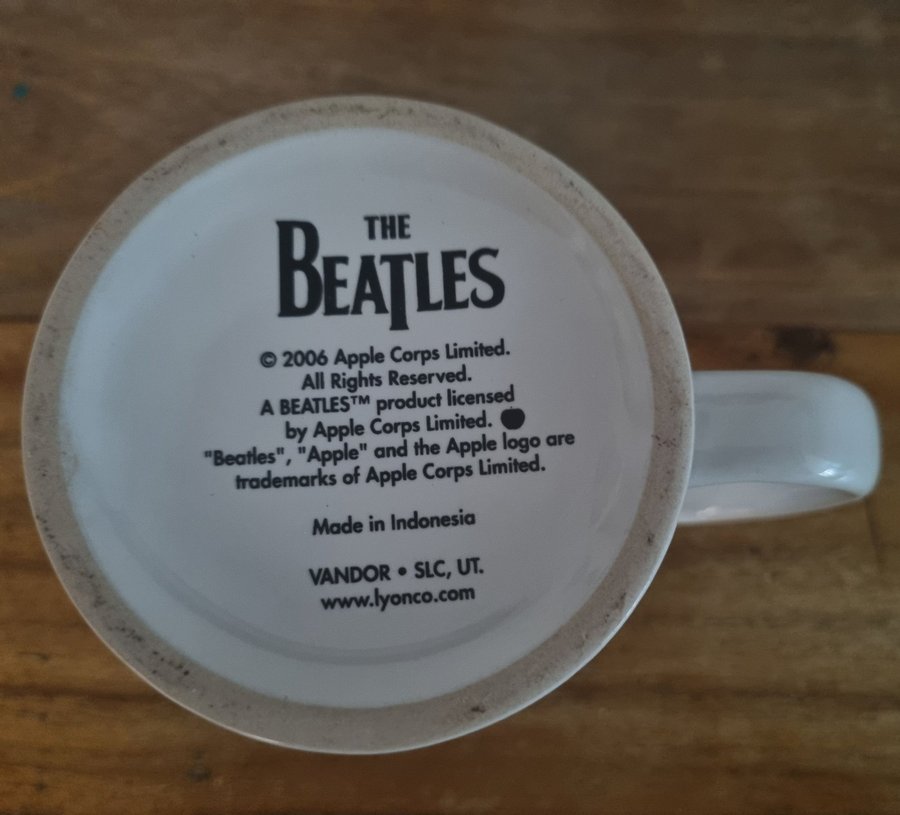 THE
BEATLES
© 2006 Apple Corps Limited.
All Rights Reserved.
A BEATLES™ product licensed
by Apple Corps Limited.
"Beatles", "Apple" and the Apple logo are
trademarks of Apple Corps Limited.
Made in Indonesia
VANDOR • SLC, UT.
www.lyonco.com